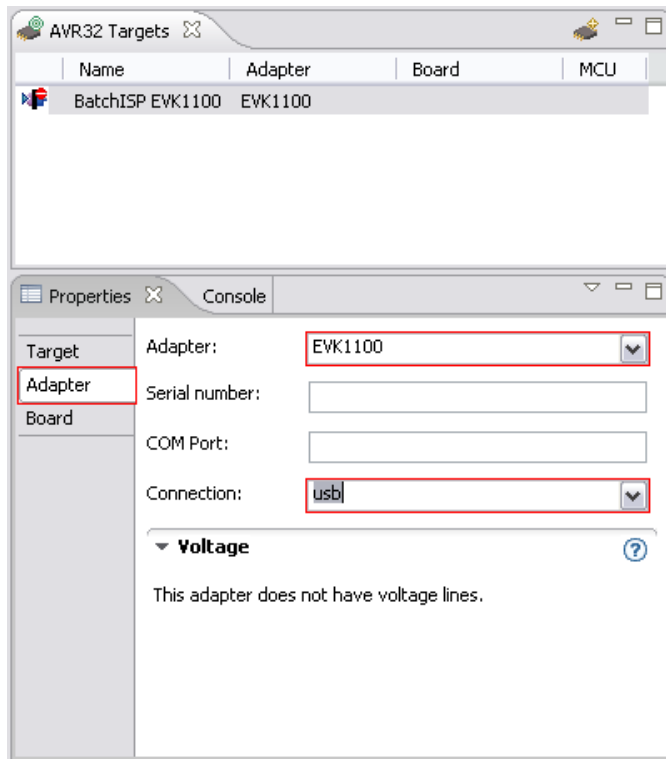 AVR32 Targets
Name Adapter Board MCU
BatchISP EVK1100 EVK1100
Properties Console
Target
Adapter
Board
Adapter: EVK1100
Serial number:
COM Port:
Connection: usb
Voltage
This adapter does not have voltage lines.